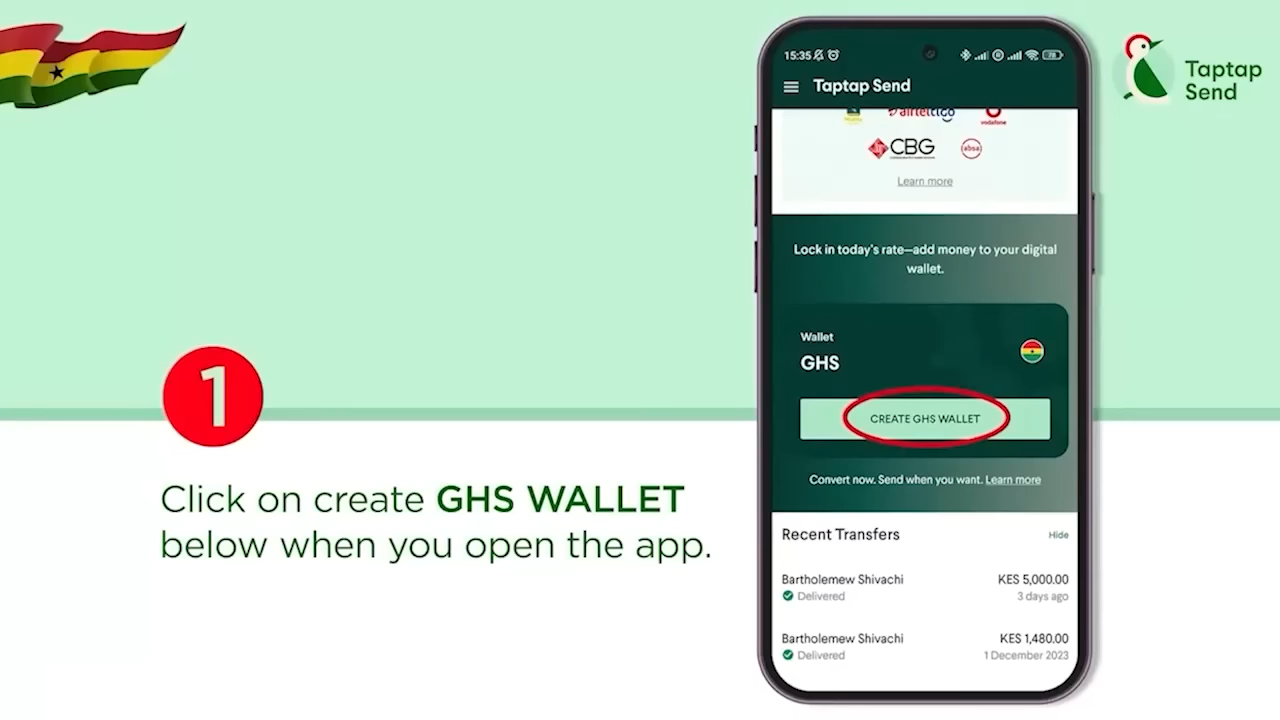 1
Click on create GHS WALLET
below when you open the app.
15:35
78
Taptap Send
airteltigo
vodafone
CBG
absa
Learn more
Lock in today's rate—add money to your digital
wallet.
Wallet
GHS
CREATE GHS WALLET
Convert now. Send when you want. Learn more
Recent Transfers
Hide
Bartholemew Shivachi
KES 5,000.00
Delivered
3 days ago
Bartholemew Shivachi
KES 1,480.00
Delivered
1 December 2023
Taptap
Send